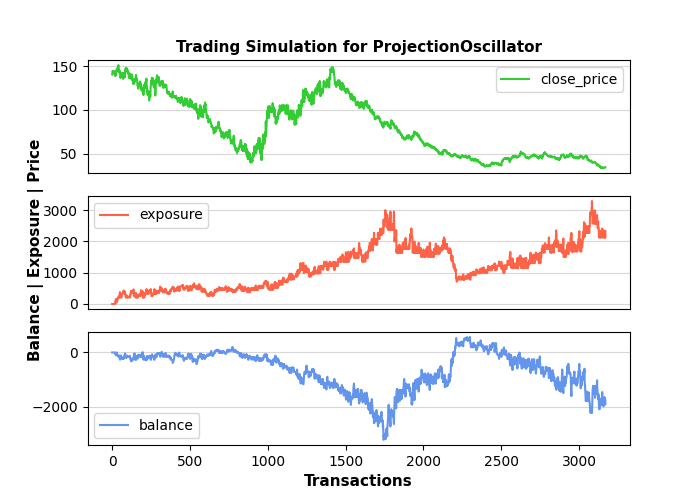 Trading Simulation for ProjectionOscillator
150
100
50
close_price
3000
2000
1000
0
exposure
0
−2000
balance
0 500 1000 1500 2000 2500 3000
Transactions
Balance | Exposure | Price